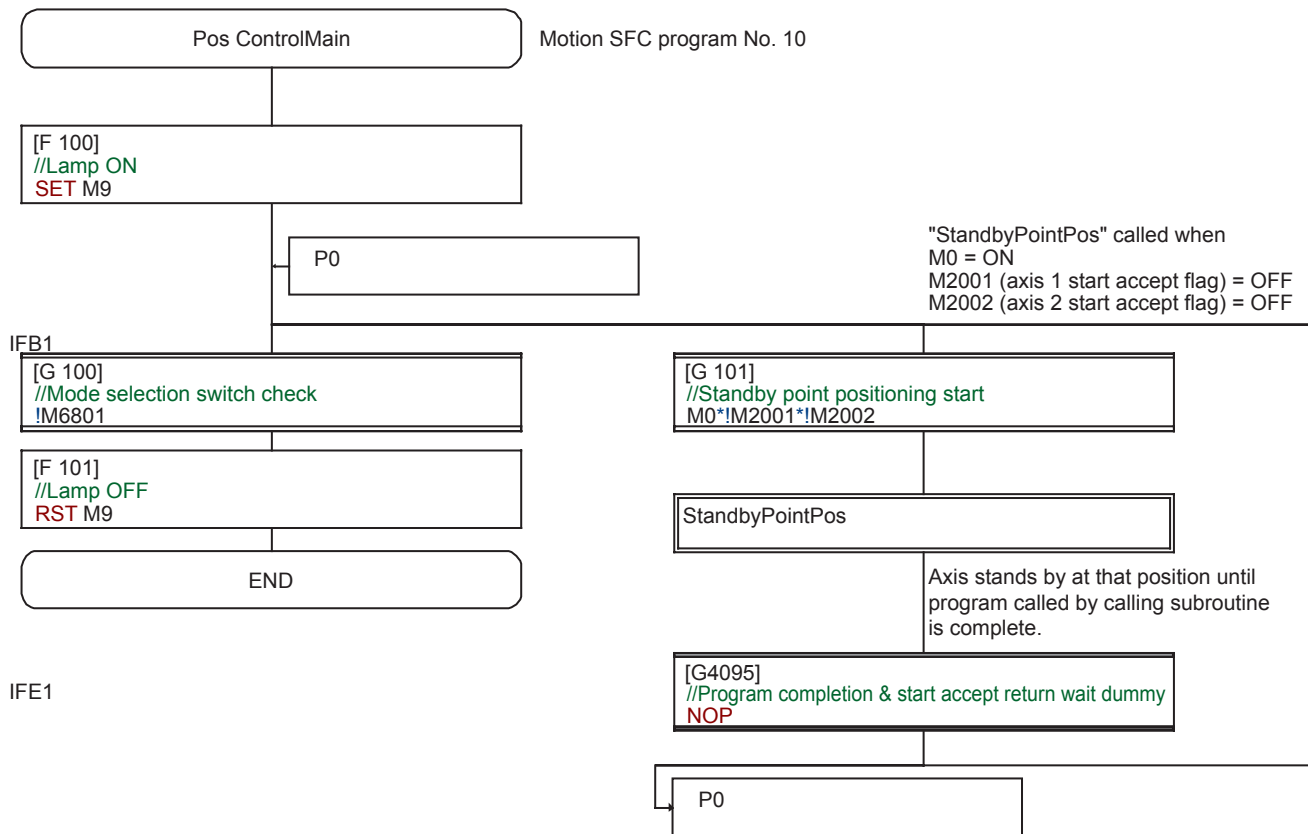 Pos ControlMain
Motion SFC program No. 10
[F 100]
//Lamp ON
SET M9
P0
"StandbyPointPos" called when
M0 = ON
M2001 (axis 1 start accept flag) = OFF
M2002 (axis 2 start accept flag) = OFF
IFB1
[G 100]
//Mode selection switch check
!M6801
[G 101]
//Standby point positioning start
M0*!M2001*!M2002
[F 101]
//Lamp OFF
RST M9
StandbyPointPos
END
Axis stands by at that position until
program called by calling subroutine
is complete.
IFE1
[G4095]
//Program completion & start accept return wait dummy
NOP
P0